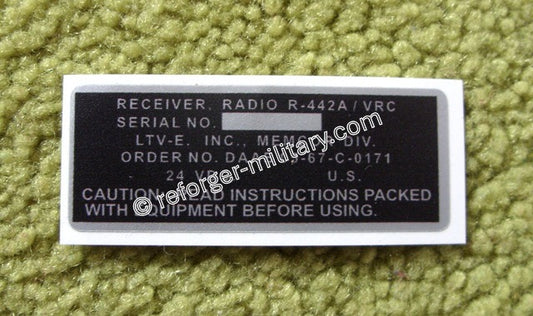 RECEIVER, RADIO R-442A / VRC
SERIAL NO.
LTV-E. INC., DIV.
ORDER NO. -67-C-0171
24 U.S.
CAUTION INSTRUCTIONS PACKED
WITH EQUIPMENT BEFORE USING.
© reforger-military.com